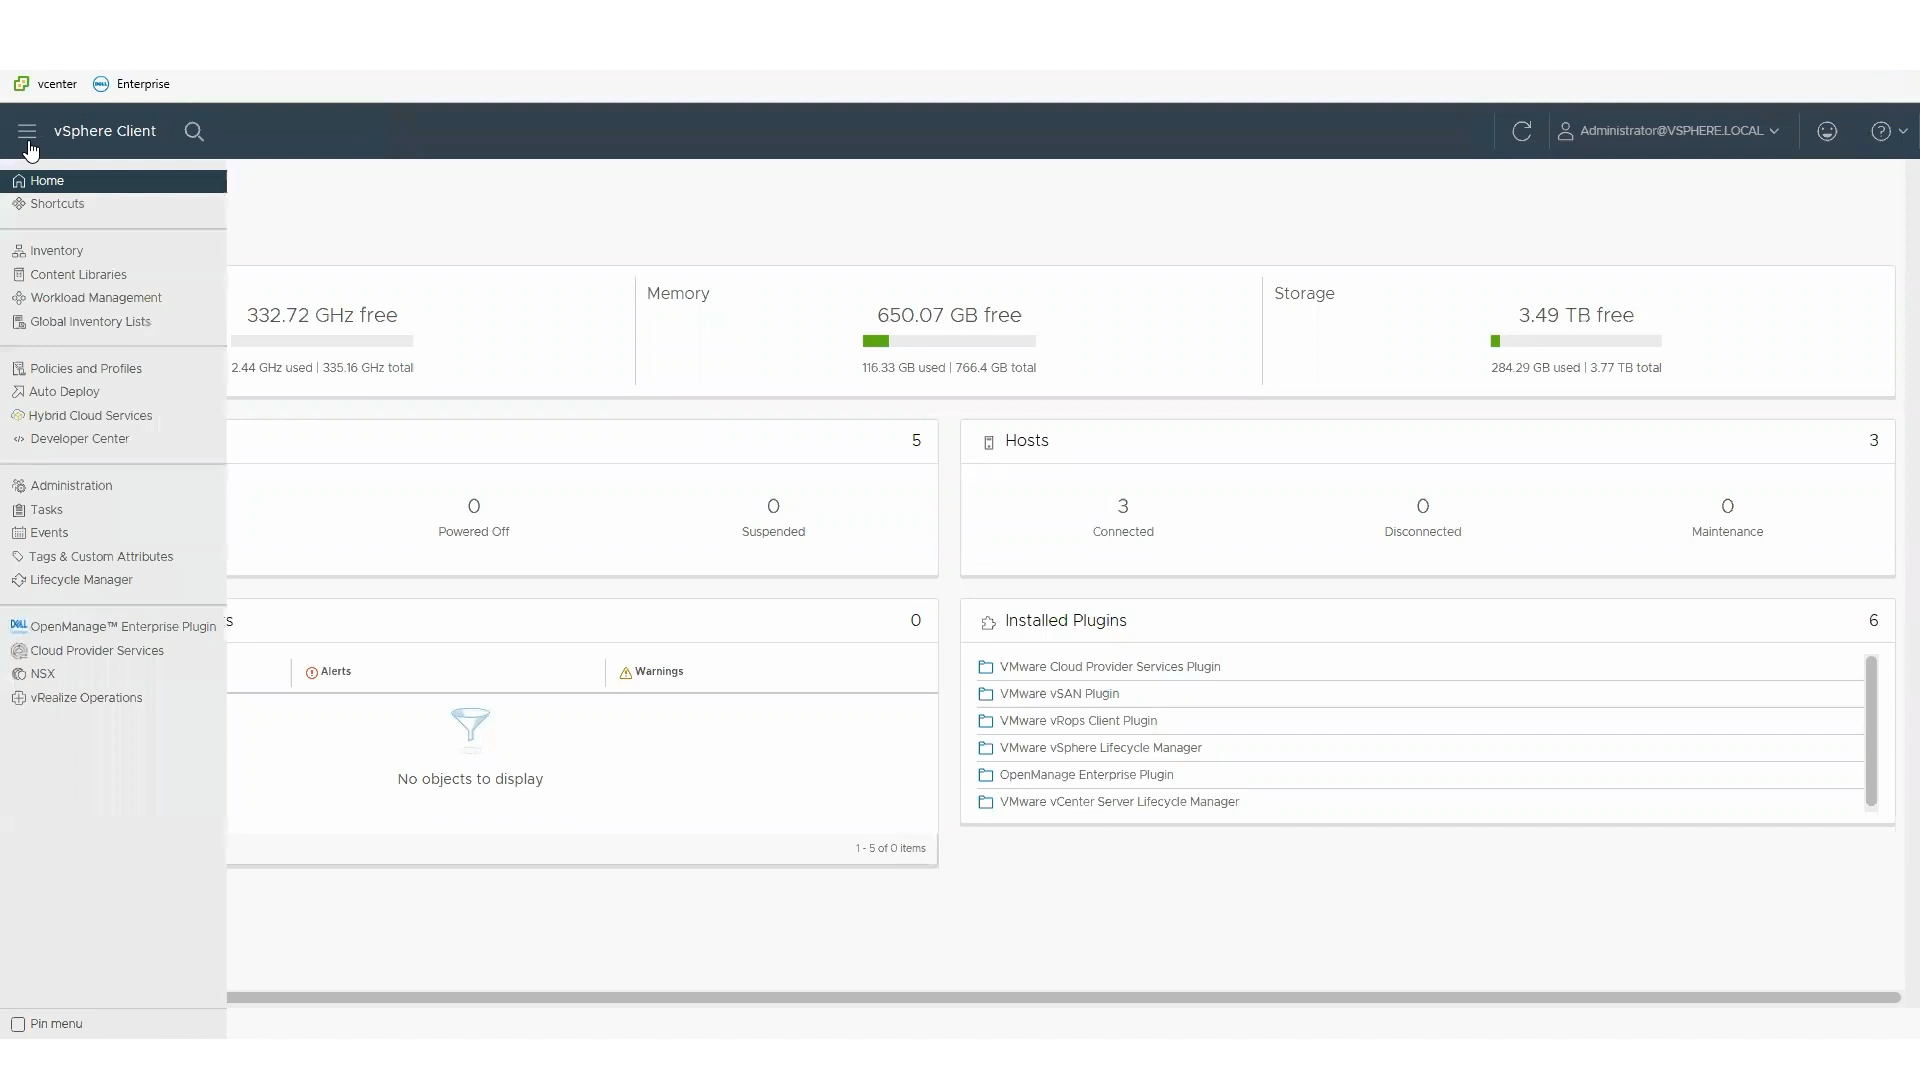 vcenter Enterprise
vSphere Client Administrator@VSPHERE.LOCAL
Home
Shortcuts
Inventory
Content Libraries
Workload Management
Global Inventory Lists
Policies and Profiles
Auto Deploy
Hybrid Cloud Services
Developer Center
Administration
Tasks
Events
Tags & Custom Attributes
Lifecycle Manager
DELL OpenManage™ Enterprise Plugin
Cloud Provider Services
NSX
vRealize Operations
Pin menu
332.72 GHz free
2.44 GHz used | 335.16 GHz total
Memory
650.07 GB free
116.33 GB used | 766.4 GB total
Storage
3.49 TB free
284.29 GB used | 3.77 TB total
5
0
Powered Off
0
Suspended
Hosts 3
3
Connected
0
Disconnected
0
Maintenance
s 0
Alerts Warnings
No objects to display
1 - 5 of 0 items
Installed Plugins 6
VMware Cloud Provider Services Plugin
VMware vSAN Plugin
VMware vRops Client Plugin
VMware vSphere Lifecycle Manager
OpenManage Enterprise Plugin
VMware vCenter Server Lifecycle Manager